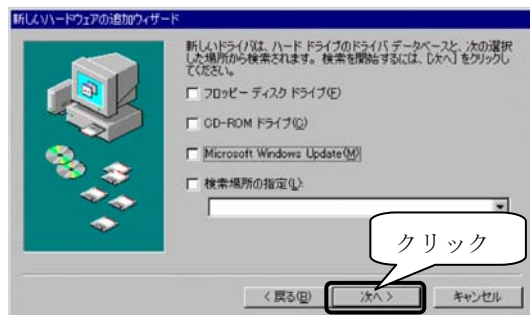 新しいハードウェアの追加ウィザード
新しいドライバは、ハード ドライブのドライバ データベースと、次の選択
した場所から検索されます。検索を開始するには、[次へ] をクリックし
てください。
フロッピー ディスク ドライブ(F)
CD-ROM ドライブ(C)
Microsoft Windows Update(M)
検索場所の指定(L):
クリック
< 戻る(B)
次へ >
キャンセル